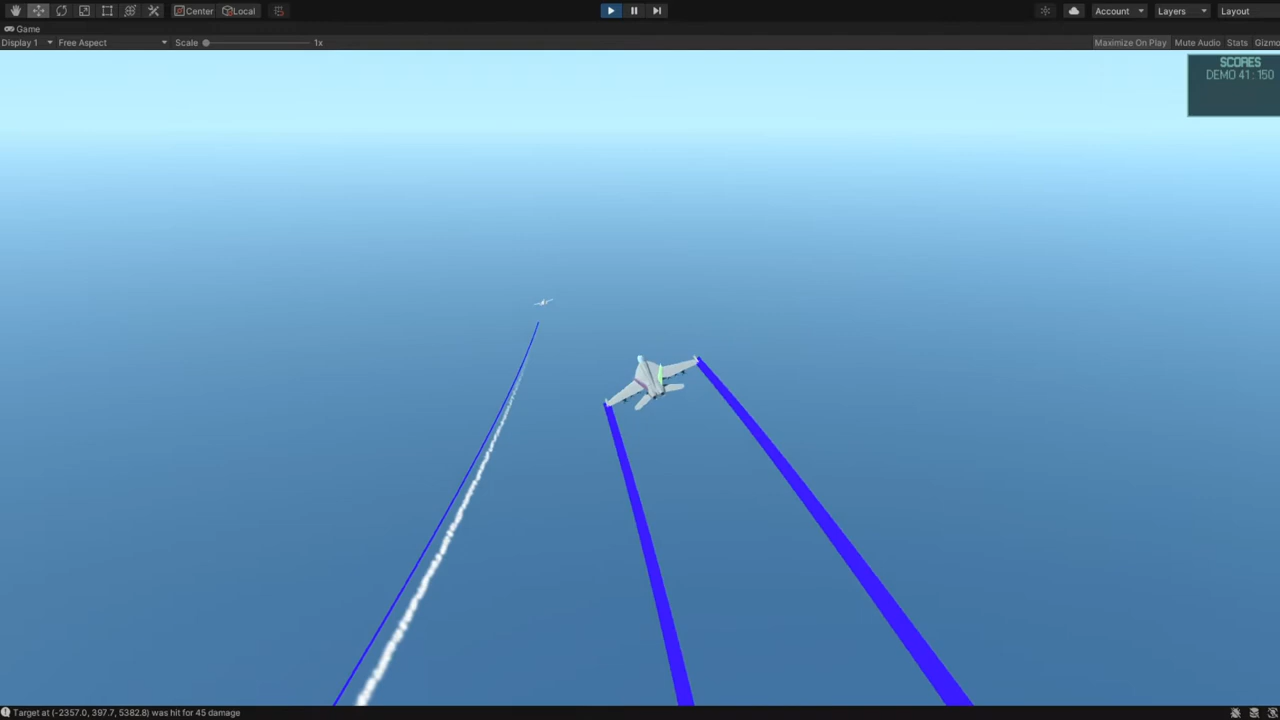 Center Local Account Layers Layout
Game
Display 1 Free Aspect Scale 1x Maximize On Play Mute Audio Stats Gizmo
SCORES
DEMO 41 : 150
Target at (-2357.0, 397.7, 5382.8) was hit for 45 damage